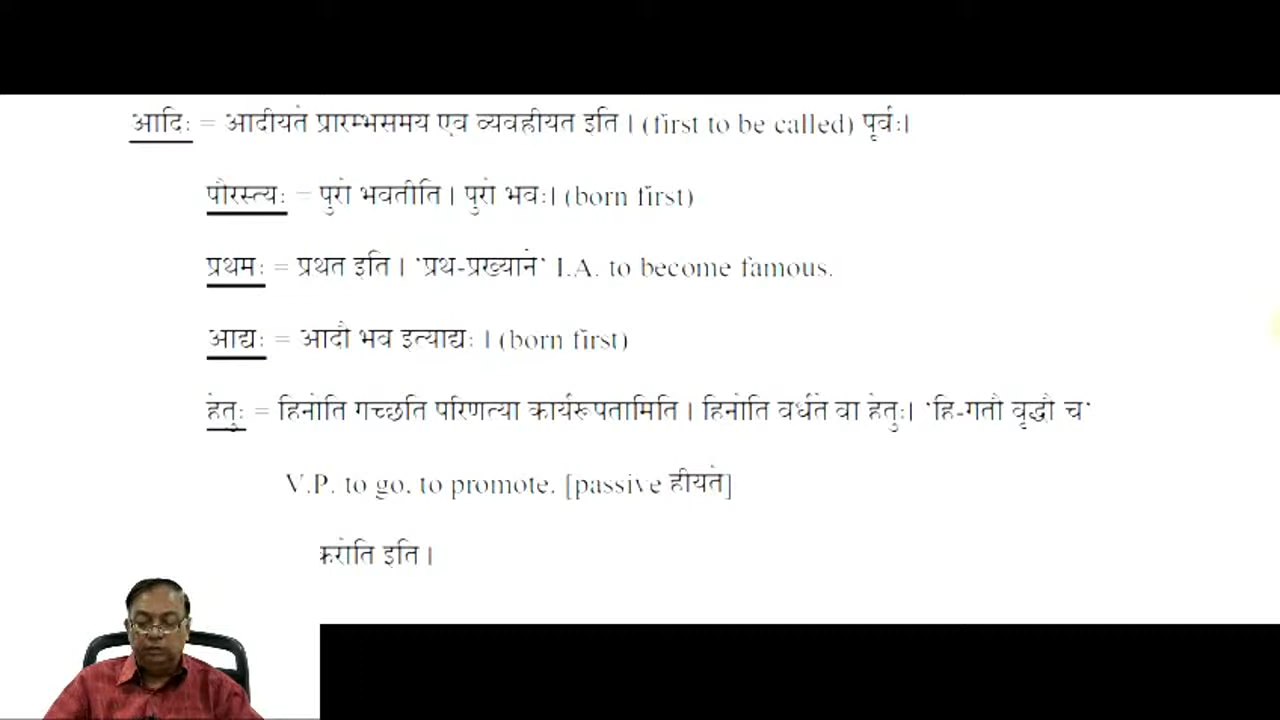 आदिः = आदीयते प्रारम्भसमय एव व्यवह्रीयत इति । (first to be called) पूर्वः।
पौरस्त्यः = पुरो भवतीति । पुरो भवः। (born first)
प्रथमः = प्रथत इति । 'प्रथ-प्रख्याने' I.A. to become famous.
आद्यः = आदौ भव इत्याद्यः । (born first)
हेतुः = हिनोति गच्छति परिणत्या कार्यरूपतामिति । हिनोति वर्धते वा हेतुः। 'हि-गतौ वृद्धौ च'
V.P. to go, to promote. [passive हीयते]
करोति इति ।